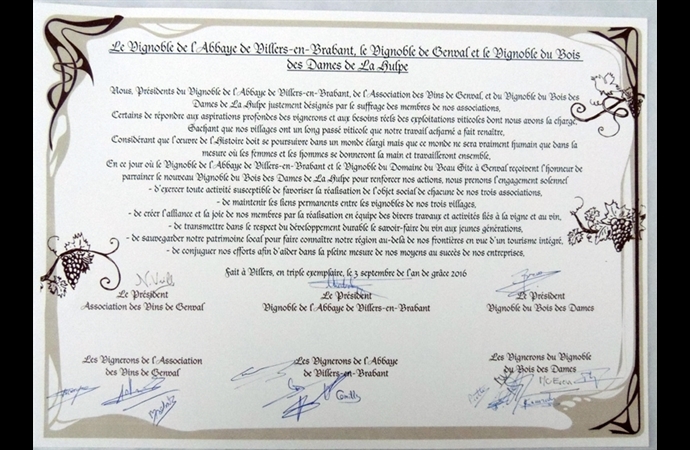 Le Vignoble de l'Abbaye de Villers-en-Brabant, le Vignoble de Genval et le Vignoble du Bois
des Dames de La Hulpe
Nous, Présidents du Vignoble de l'Abbaye de Villers-en-Brabant, de l'Association des Vins de Genval, et du Vignoble du Bois des
Dames de La Hulpe justement désignés par le suffrage des membres de nos associations,
Certains de répondre aux aspirations profondes des vignerons et aux besoins réels des exploitations viticoles dont nous avons la charge,
Sachant que nos villages ont un long passé viticole que notre travail acharné a fait renaître,
Considérant que l'œuvre de l'Histoire doit se poursuivre dans un monde élargi mais que ce monde ne sera vraiment humain que dans la
mesure où les femmes et les hommes se donneront la main et travailleront ensemble,
En ce jour où le Vignoble de l'Abbaye de Villers-en-Brabant et le Vignoble du Domaine du Beau Gîte à Genval reçoivent l'honneur de
parrainer le nouveau Vignoble du Bois des Dames de La Hulpe pour renforcer nos actions, nous prenons l'engagement solennel
- d'exercer toute activité susceptible de favoriser la réalisation de l'objet social de chacune de nos trois associations,
- de maintenir les liens permanents entre les vignobles de nos trois villages,
- de créer l'alliance et la joie de nos membres par la réalisation en équipe des divers travaux et activités liés à la vigne et au vin,
- de transmettre dans le respect du développement durable le savoir-faire du vin aux jeunes générations,
- de sauvegarder notre patrimoine local pour faire connaître notre région au-delà de nos frontières en vue d'un tourisme intégré,
- de conjuguer nos efforts afin d'aider dans la pleine mesure de nos moyens au succès de nos entreprises,
Fait à Villers, en triple exemplaire, le 3 septembre de l'an de grâce 2016
Le Président Le Président Le Président
Association des Vins de Genval Vignoble de l'Abbaye de Villers-en-Brabant Vignoble du Bois des Dames
Les Vignerons de l'Association Les Vignerons de l'Abbaye Les Vignerons du Vignoble
des Vins de Genval de Villers-en-Brabant du Bois des Dames